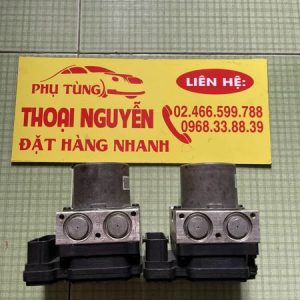 PHỤ TÙNG
THOẠI NGUYỄN
ĐẶT HÀNG NHANH
LIÊN HỆ:
02.466.599.788
0968.33.88.39